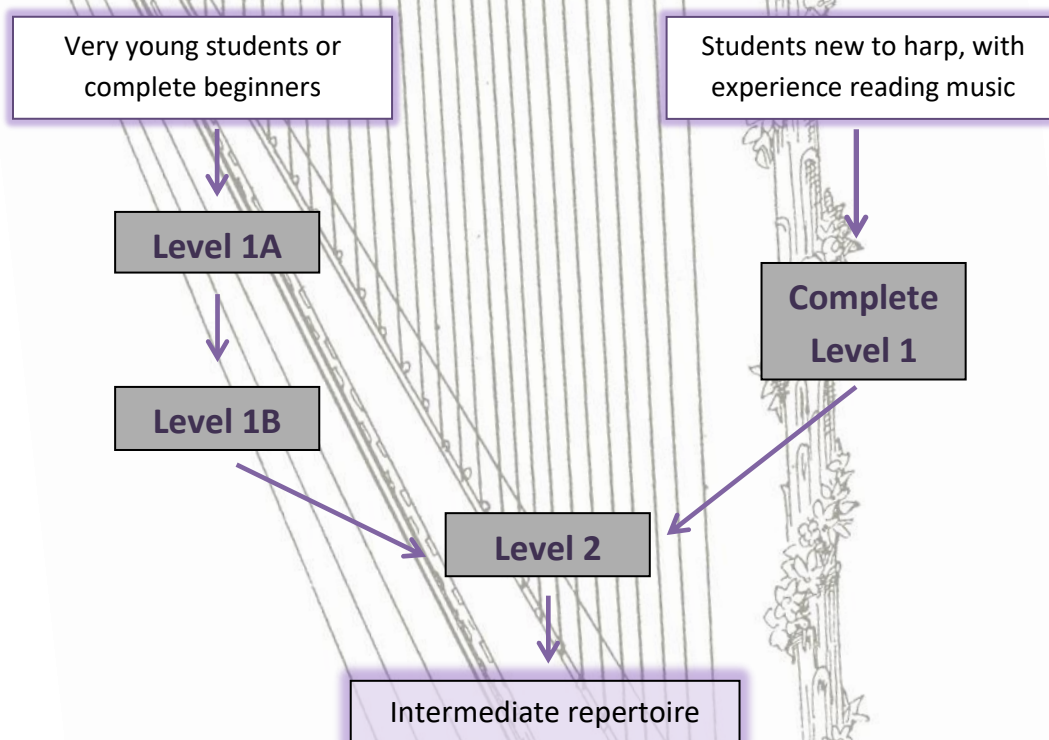 Very young students or
complete beginners
Students new to harp, with
experience reading music
Level 1A
Complete
Level 1
Level 1B
Level 2
Intermediate repertoire